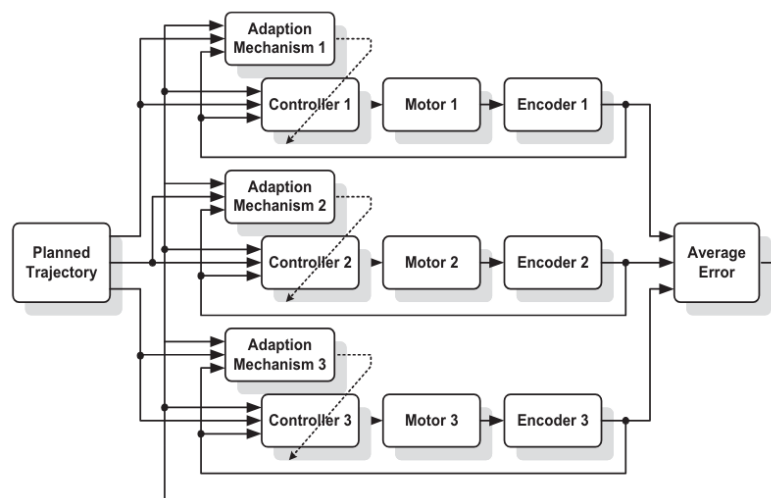 Adaption
Mechanism 1
Controller 1
Motor 1
Encoder 1
Adaption
Mechanism 2
Planned
Trajectory
Controller 2
Motor 2
Encoder 2
Average
Error
Adaption
Mechanism 3
Controller 3
Motor 3
Encoder 3